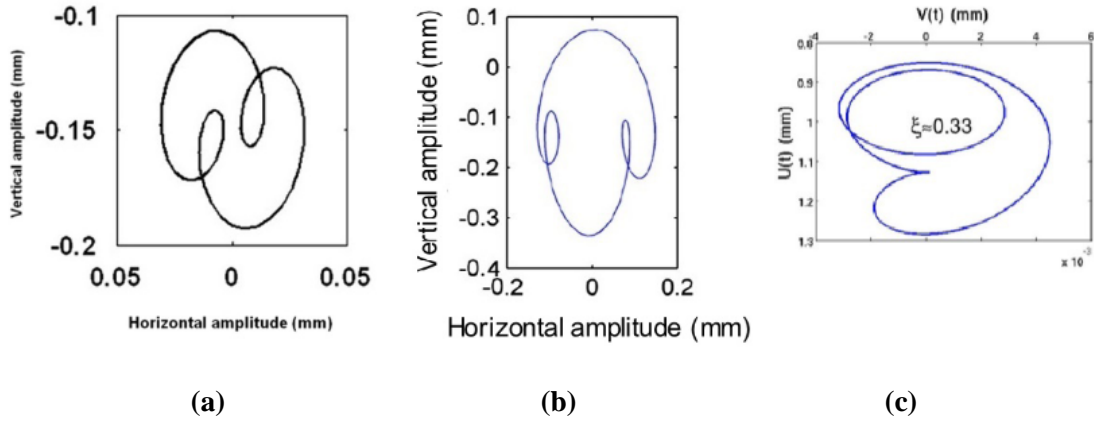 -0.1
-0.15
-0.2
0.05
0
0.05
Vertical amplitude (mm)
Horizontal amplitude (mm)
(a)
0.1
0
-0.1
-0.2
-0.3
-0.4
-0.2
0
0.2
Vertical amplitude (mm)
Horizontal amplitude (mm)
(b)
V(t) (mm)
-4
-2
0
2
4
6
0.8
0.9
1
1.1
1.2
1.3
U(t) (mm)
ξ≈0.33
x 10⁻³
(c)